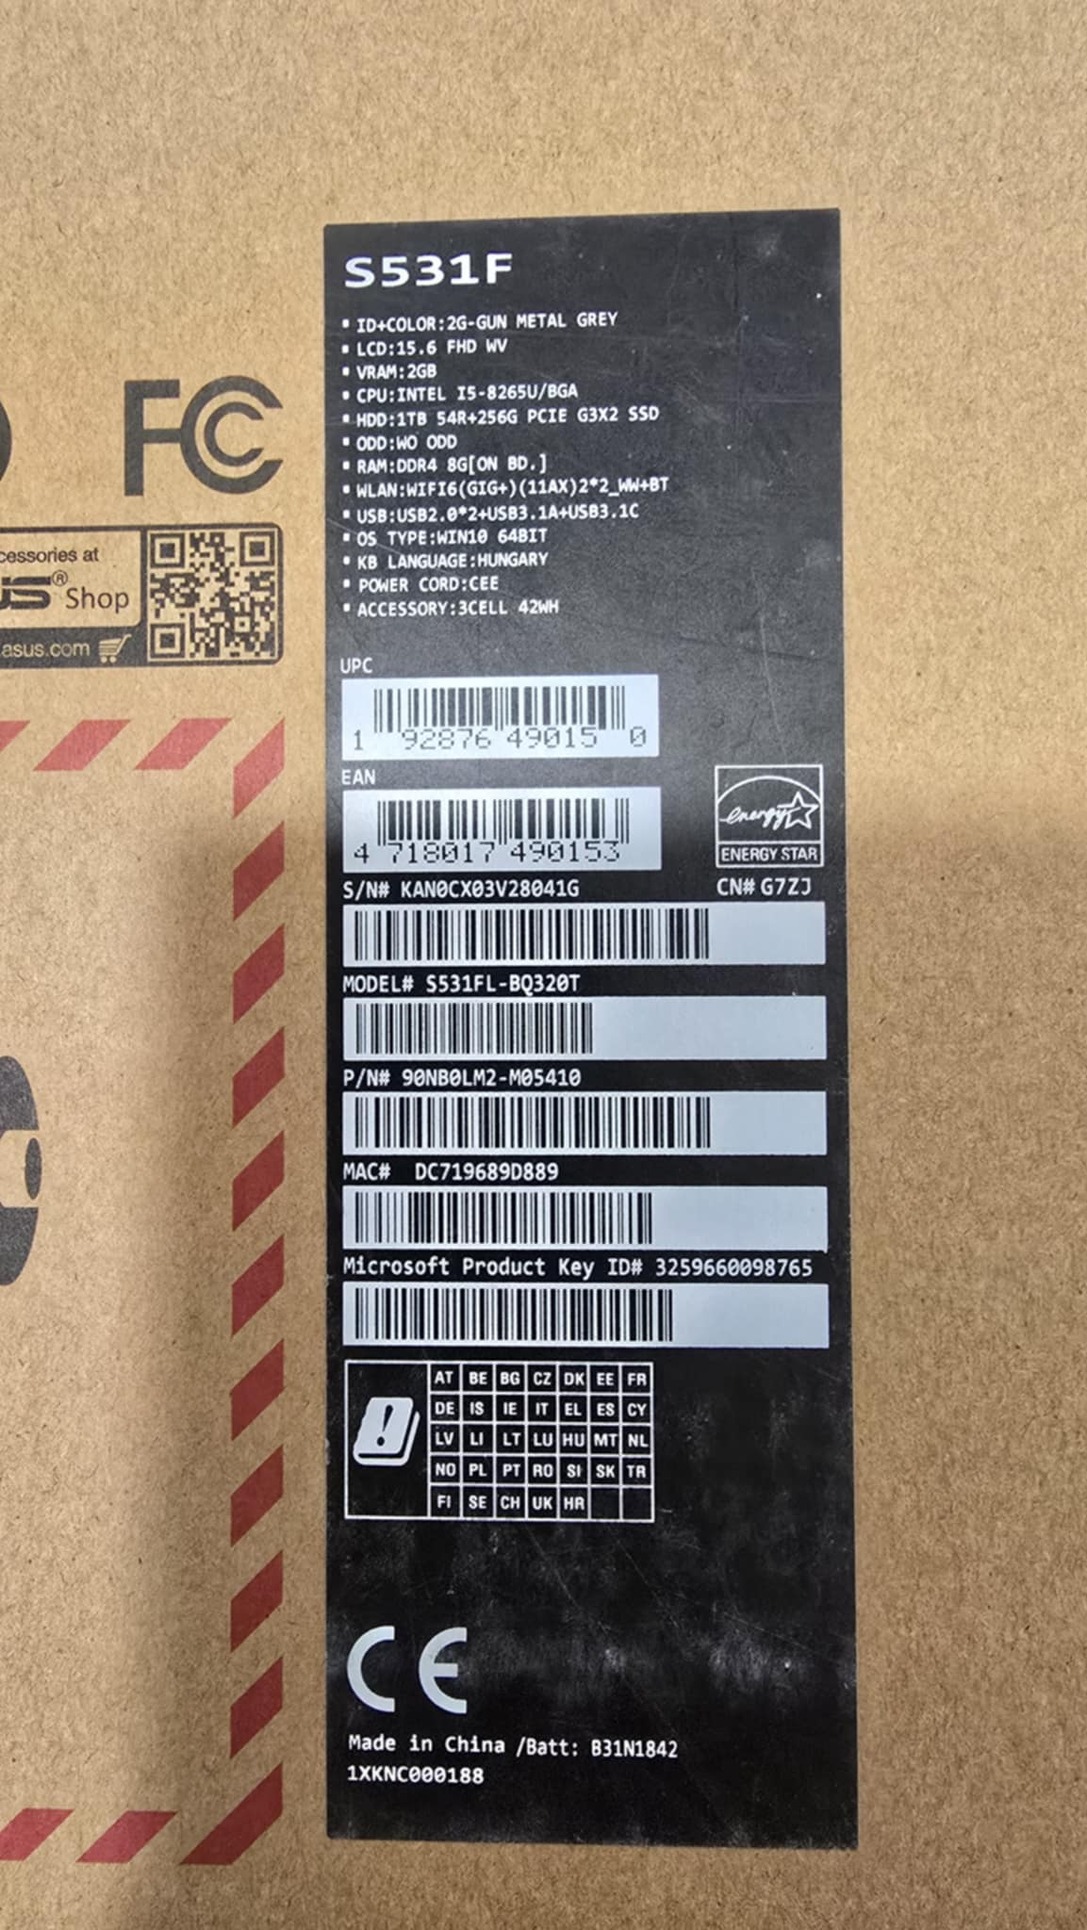 FC
cessories at
US® Shop
asus.com
S531F
▪ ID+COLOR:2G-GUN METAL GREY
▪ LCD:15.6 FHD WV
▪ VRAM:2GB
▪ CPU:INTEL I5-8265U/BGA
▪ HDD:1TB 54R+256G PCIE G3X2 SSD
▪ ODD:WO ODD
▪ RAM:DDR4 8G[ON BD.]
▪ WLAN:WIFI6(GIG+)(11AX)2*2_WW+BT
▪ USB:USB2.0*2+USB3.1A+USB3.1C
▪ OS TYPE:WIN10 64BIT
▪ KB LANGUAGE:HUNGARY
▪ POWER CORD:CEE
▪ ACCESSORY:3CELL 42WH
UPC
1 92876 49015 0
EAN
4 718017 490153
energy
ENERGY STAR
S/N# KAN0CX03V28041G CN# G7ZJ
MODEL# S531FL-BQ320T
P/N# 90NB0LM2-M05410
MAC# DC719689D889
Microsoft Product Key ID# 3259660098765
AT BE BG CZ DK EE FR
DE IS IE IT EL ES CY
LV LI LT LU HU MT NL
NO PL PT RO SI SK TR
FI SE CH UK HR
CE
Made in China /Batt: B31N1842
1XKNC000188